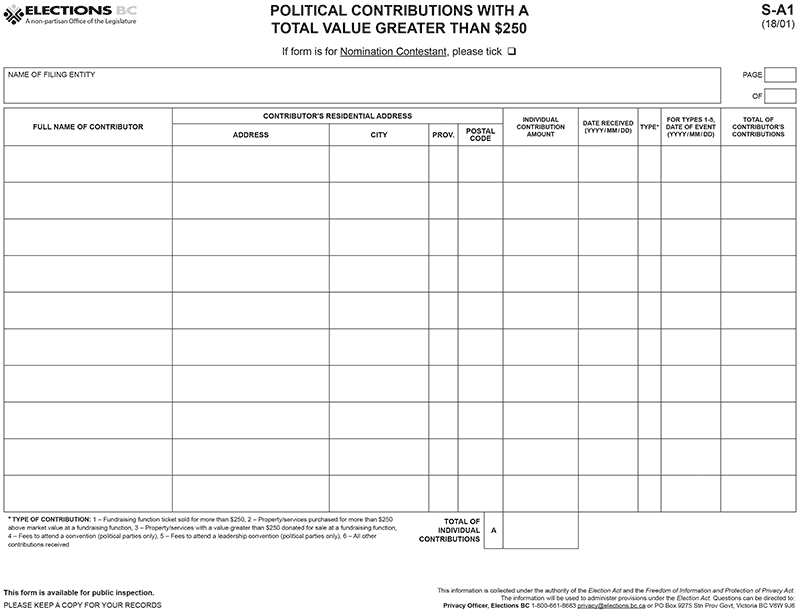 ELECTIONS BC
A non-partisan Office of the Legislature
POLITICAL CONTRIBUTIONS WITH A
TOTAL VALUE GREATER THAN $250
S-A1
(18/01)
If form is for Nomination Contestant, please tick ❑
NAME OF FILING ENTITY
PAGE
OF
FULL NAME OF CONTRIBUTOR
CONTRIBUTOR'S RESIDENTIAL ADDRESS
ADDRESS
CITY
PROV.
POSTAL
CODE
INDIVIDUAL
CONTRIBUTION
AMOUNT
DATE RECEIVED
(YYYY/MM/DD)
TYPE*
FOR TYPES 1-5,
DATE OF EVENT
(YYYY/MM/DD)
TOTAL OF
CONTRIBUTOR'S
CONTRIBUTIONS
* TYPE OF CONTRIBUTION: 1 – Fundraising function ticket sold for more than $250, 2 – Property/services purchased for more than $250
above market value at a fundraising function, 3 – Property/services with a value greater than $250 donated for sale at a fundraising function,
4 – Fees to attend a convention (political parties only), 5 – Fees to attend a leadership convention (political parties only), 6 – All other
contributions received
TOTAL OF
INDIVIDUAL
CONTRIBUTIONS
A
This form is available for public inspection.
PLEASE KEEP A COPY FOR YOUR RECORDS
This information is collected under the authority of the Election Act and the Freedom of Information and Protection of Privacy Act.
The information will be used to administer provisions under the Election Act. Questions can be directed to:
Privacy Officer, Elections BC 1-800-661-8683 privacy@elections.bc.ca or PO Box 9275 Stn Prov Govt, Victoria BC V8W 9J6